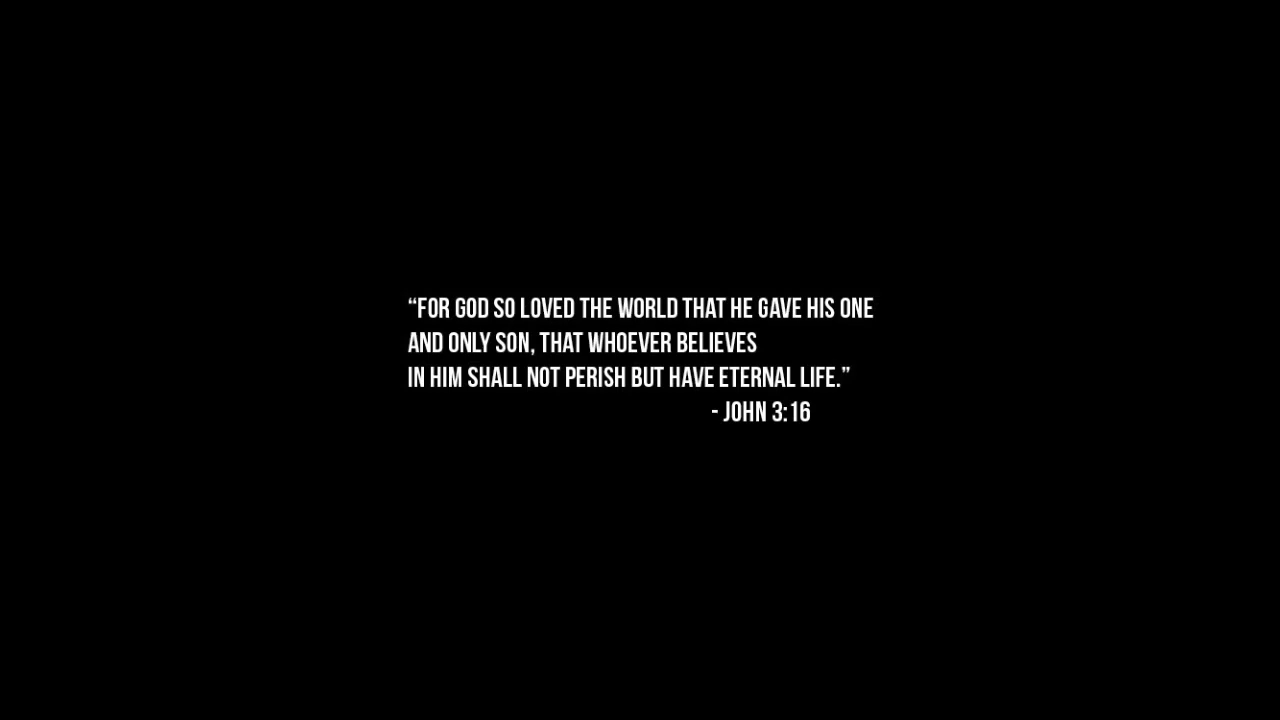 “FOR GOD SO LOVED THE WORLD THAT HE GAVE HIS ONE
AND ONLY SON, THAT WHOEVER BELIEVES
IN HIM SHALL NOT PERISH BUT HAVE ETERNAL LIFE.”
- JOHN 3:16